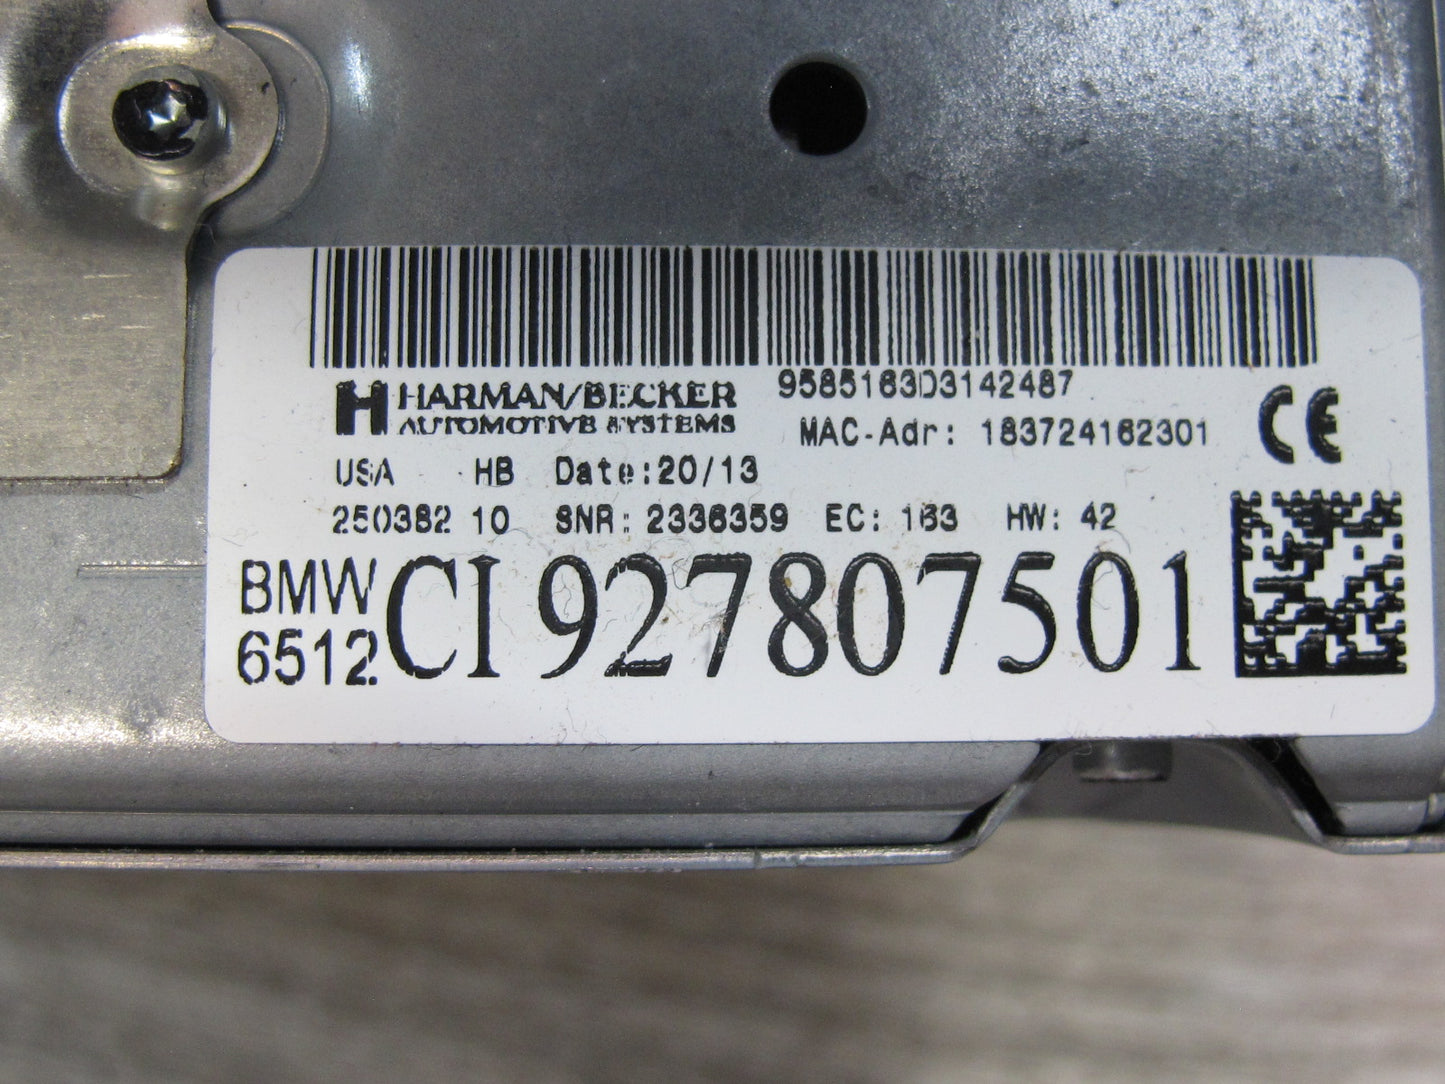 HARMAN/BECKER
AUTOMOTIVE SYSTEMS
9585163D3142487
MAC-Adr: 183724162301
CE
USA HB Date:20/13
250382 10 SNR: 2336359 EC: 163 HW: 42
BMW
6512.
CI 927807501